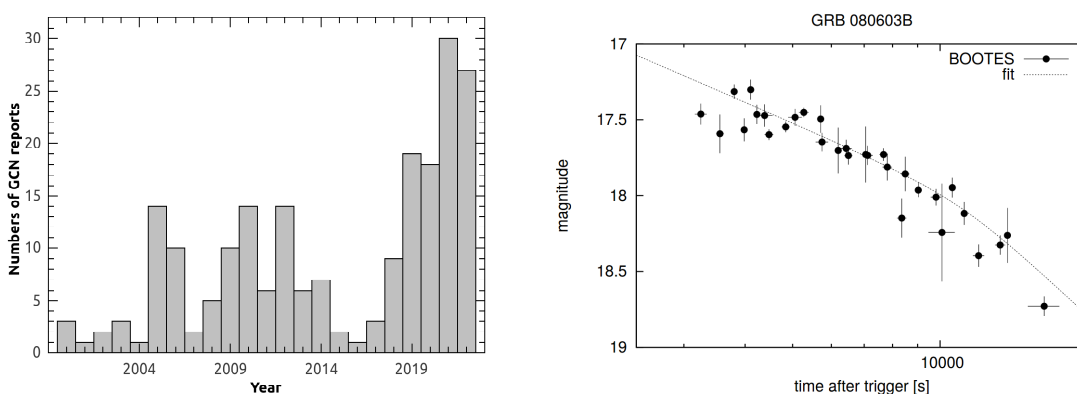 30
25
20
15
10
5
0
Numbers of GCN reports
2004
2009
2014
2019
Year
GRB 080603B
17
17.5
18
18.5
19
magnitude
BOOTES
fit
10000
time after trigger [s]